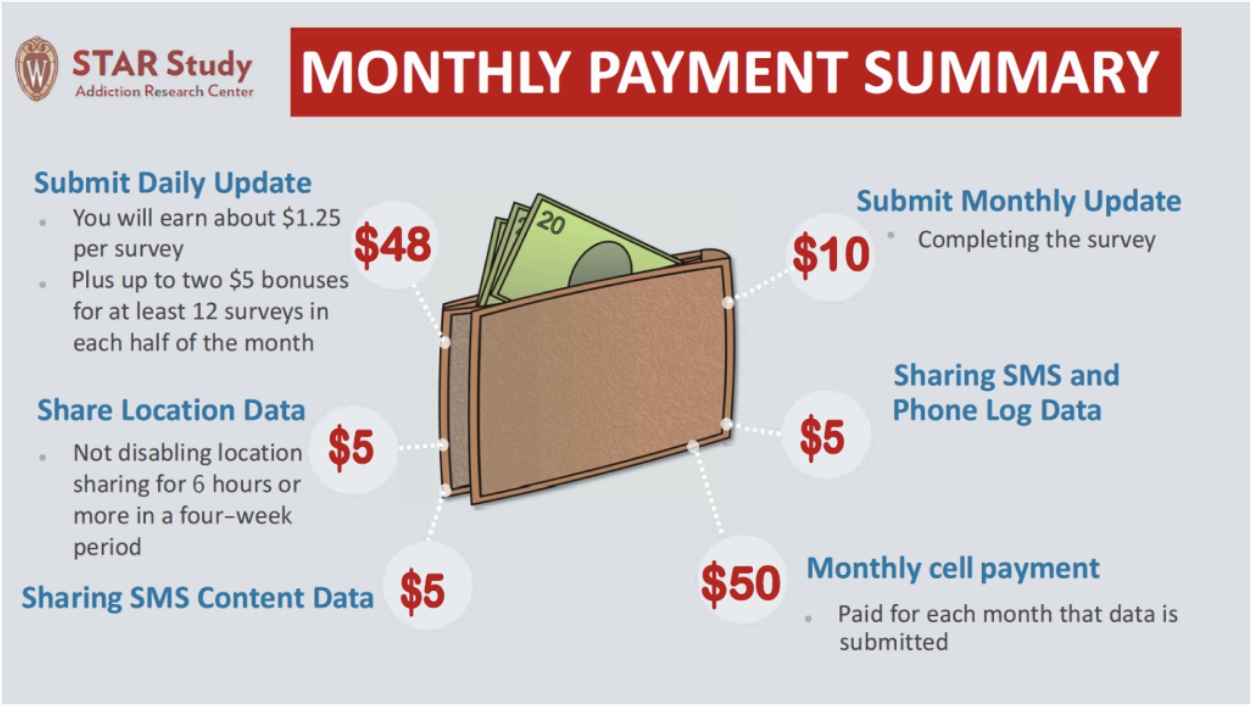 W
STAR Study
Addiction Research Center
MONTHLY PAYMENT SUMMARY
Submit Daily Update
• You will earn about $1.25
per survey
• Plus up to two $5 bonuses
for at least 12 surveys in
each half of the month
$48
Share Location Data
• Not disabling location
sharing for 6 hours or
more in a four-week
period
$5
Sharing SMS Content Data
$5
20
Submit Monthly Update
• Completing the survey
$10
Sharing SMS and
Phone Log Data
$5
Monthly cell payment
• Paid for each month that data is
submitted
$50